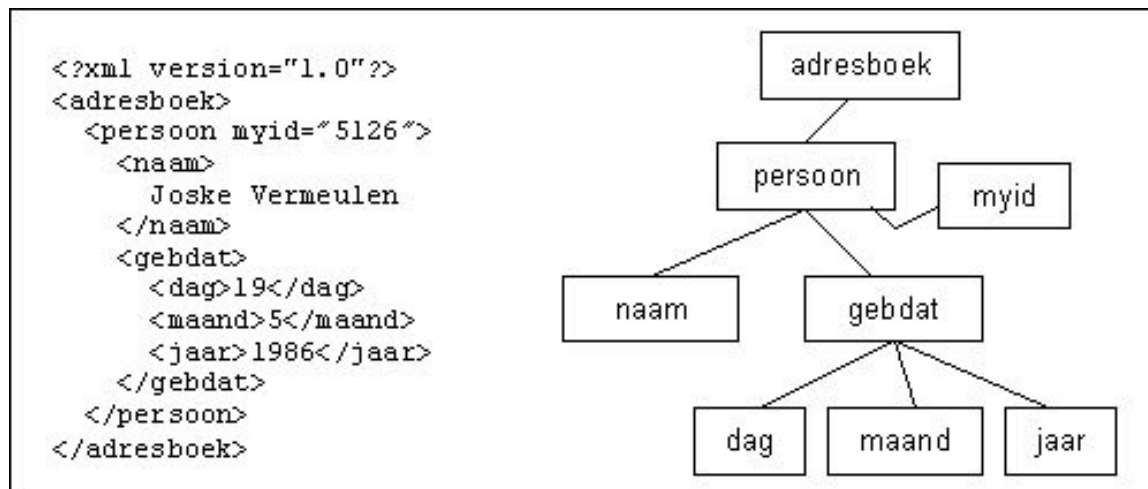 <?xml version="1.0"?>
<adresboek>
<persoon myid="5126">
<naam>
Joske Vermeulen
</naam>
<gebdat>
<dag>19</dag>
<maand>5</maand>
<jaar>1986</jaar>
</gebdat>
</persoon>
</adresboek>
adresboek
persoon
myid
naam
gebdat
dag
maand
jaar